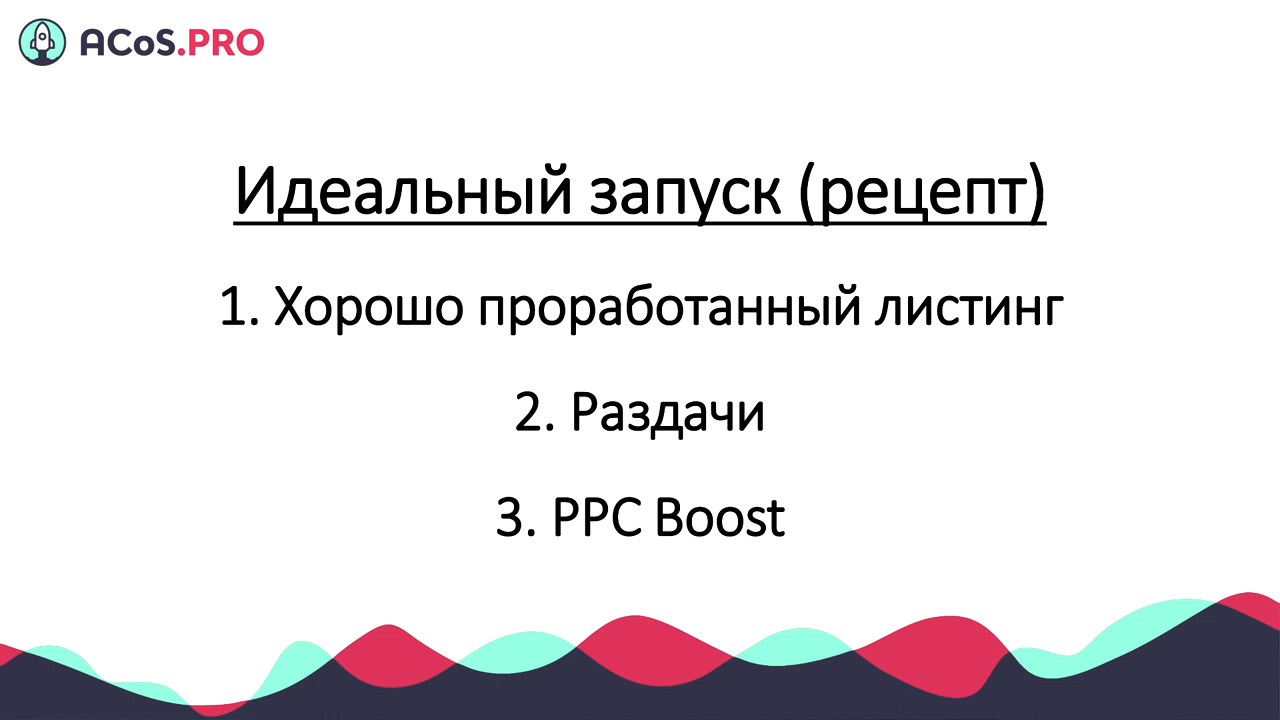 ACoS.PRO
Идеальный запуск (рецепт)
1. Хорошо проработанный листинг
2. Раздачи
3. PPC Boost